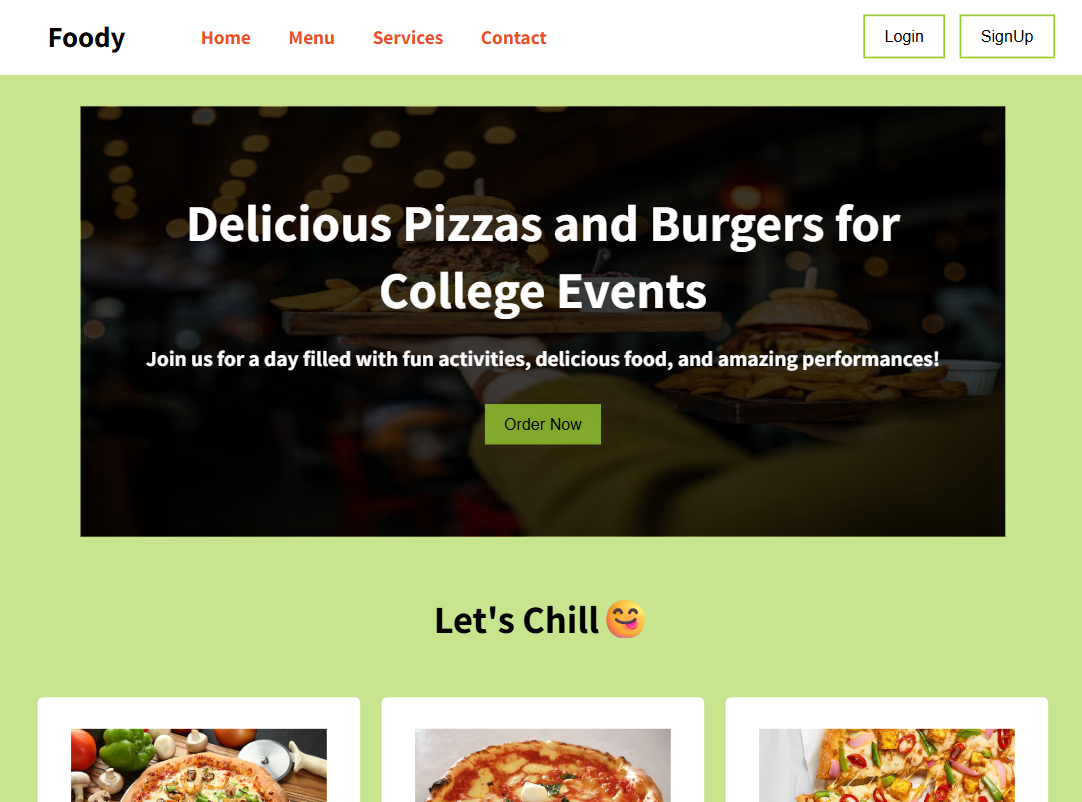 Foody Home Menu Services Contact Login SignUp
Delicious Pizzas and Burgers for
College Events
Join us for a day filled with fun activities, delicious food, and amazing performances!
Order Now
Let's Chill 😋